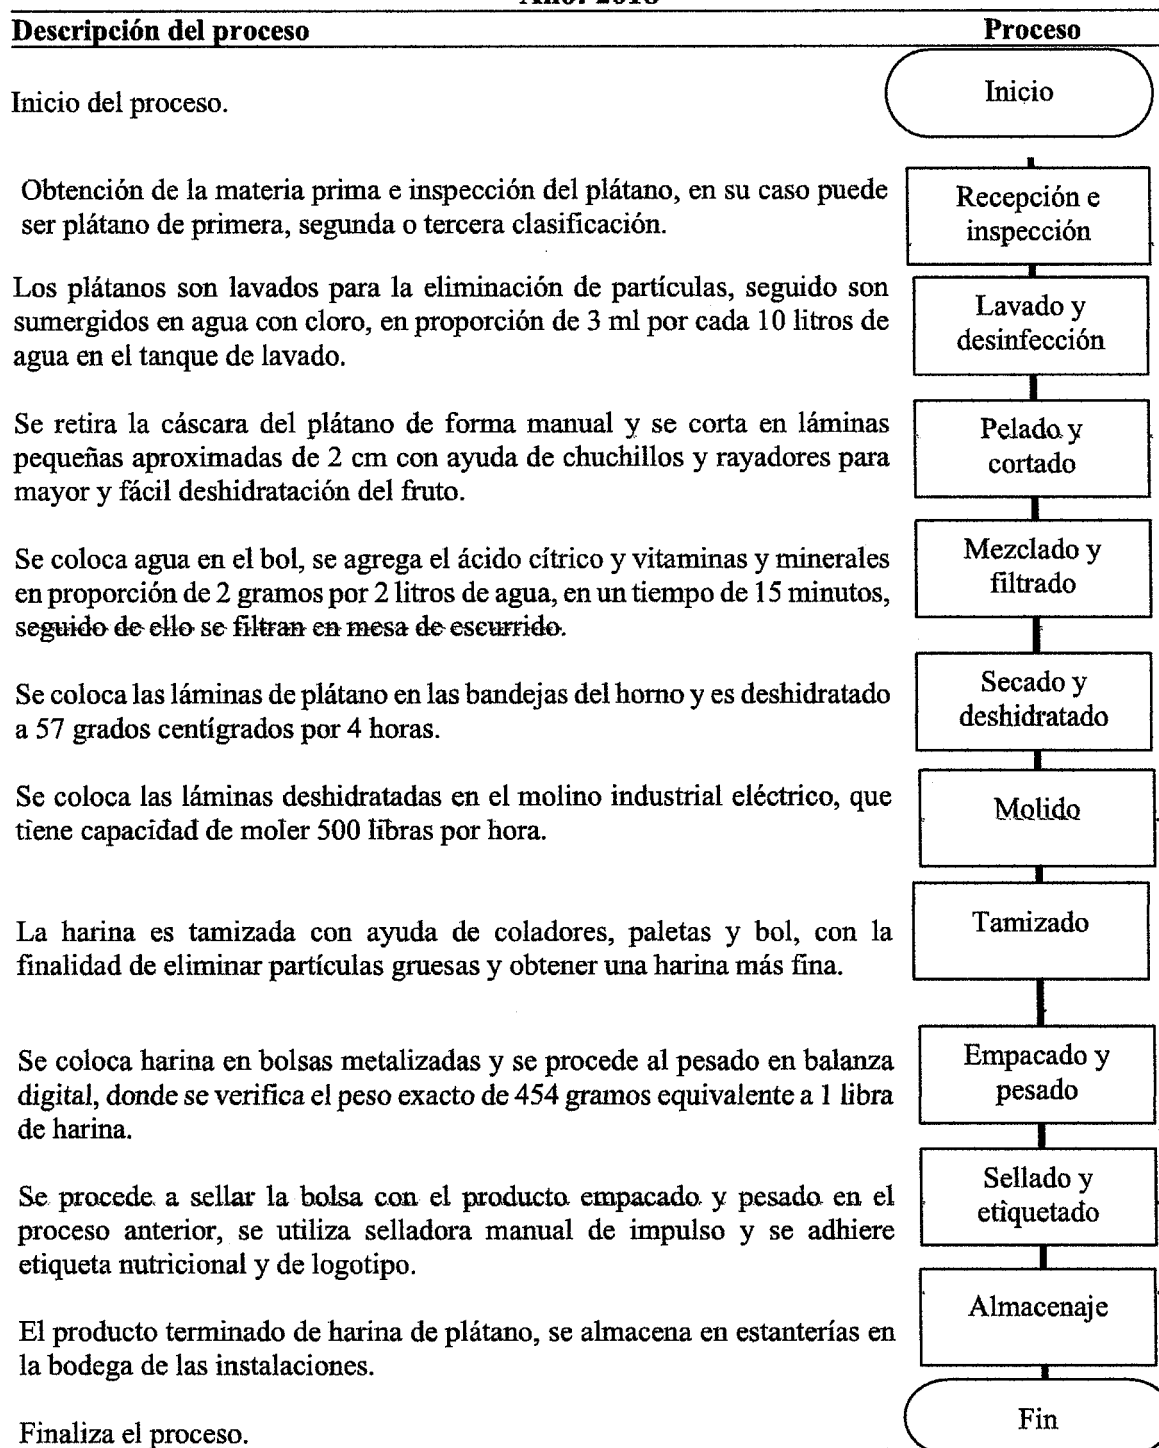 Año: 2018
Descripción del proceso Proceso
Inicio del proceso.
Inicio
Obtención de la materia prima e inspección del plátano, en su caso puede
ser plátano de primera, segunda o tercera clasificación.
Recepción e
inspección
Los plátanos son lavados para la eliminación de partículas, seguido son
sumergidos en agua con cloro, en proporción de 3 ml por cada 10 litros de
agua en el tanque de lavado.
Lavado y
desinfección
Se retira la cáscara del plátano de forma manual y se corta en láminas
pequeñas aproximadas de 2 cm con ayuda de chuchillos y rayadores para
mayor y fácil deshidratación del fruto.
Pelado y
cortado
Se coloca agua en el bol, se agrega el ácido cítrico y vitaminas y minerales
en proporción de 2 gramos por 2 litros de agua, en un tiempo de 15 minutos,
seguido de ello se filtran en mesa de escurrido.
Mezclado y
filtrado
Se coloca las láminas de plátano en las bandejas del horno y es deshidratado
a 57 grados centígrados por 4 horas.
Secado y
deshidratado
Se coloca las láminas deshidratadas en el molino industrial eléctrico, que
tiene capacidad de moler 500 libras por hora.
Molido
La harina es tamizada con ayuda de coladores, paletas y bol, con la
finalidad de eliminar partículas gruesas y obtener una harina más fina.
Tamizado
Se coloca harina en bolsas metalizadas y se procede al pesado en balanza
digital, donde se verifica el peso exacto de 454 gramos equivalente a 1 libra
de harina.
Empacado y
pesado
Se procede a sellar la bolsa con el producto empacado y pesado en el
proceso anterior, se utiliza selladora manual de impulso y se adhiere
etiqueta nutricional y de logotipo.
Sellado y
etiquetado
El producto terminado de harina de plátano, se almacena en estanterías en
la bodega de las instalaciones.
Almacenaje
Finaliza el proceso.
Fin